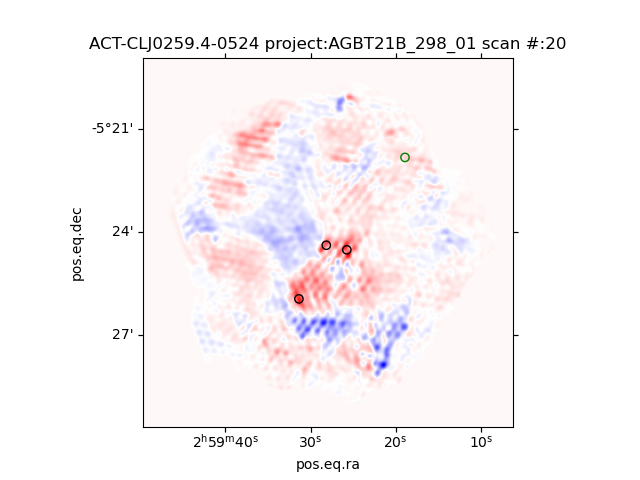 ACT-CLJ0259.4-0524 project:AGBT21B_298_01 scan #:20
-5°21'
24'
27'
pos.eq.dec
2ʰ59ᵐ40ˢ 30ˢ 20ˢ 10ˢ
pos.eq.ra